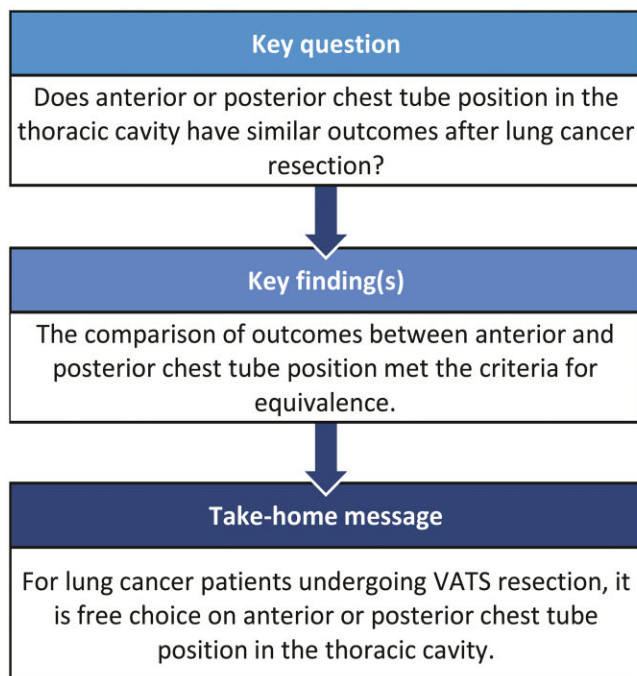 Key question
Does anterior or posterior chest tube position in the
thoracic cavity have similar outcomes after lung cancer
resection?
Key finding(s)
The comparison of outcomes between anterior and
posterior chest tube position met the criteria for
equivalence.
Take-home message
For lung cancer patients undergoing VATS resection, it
is free choice on anterior or posterior chest tube
position in the thoracic cavity.